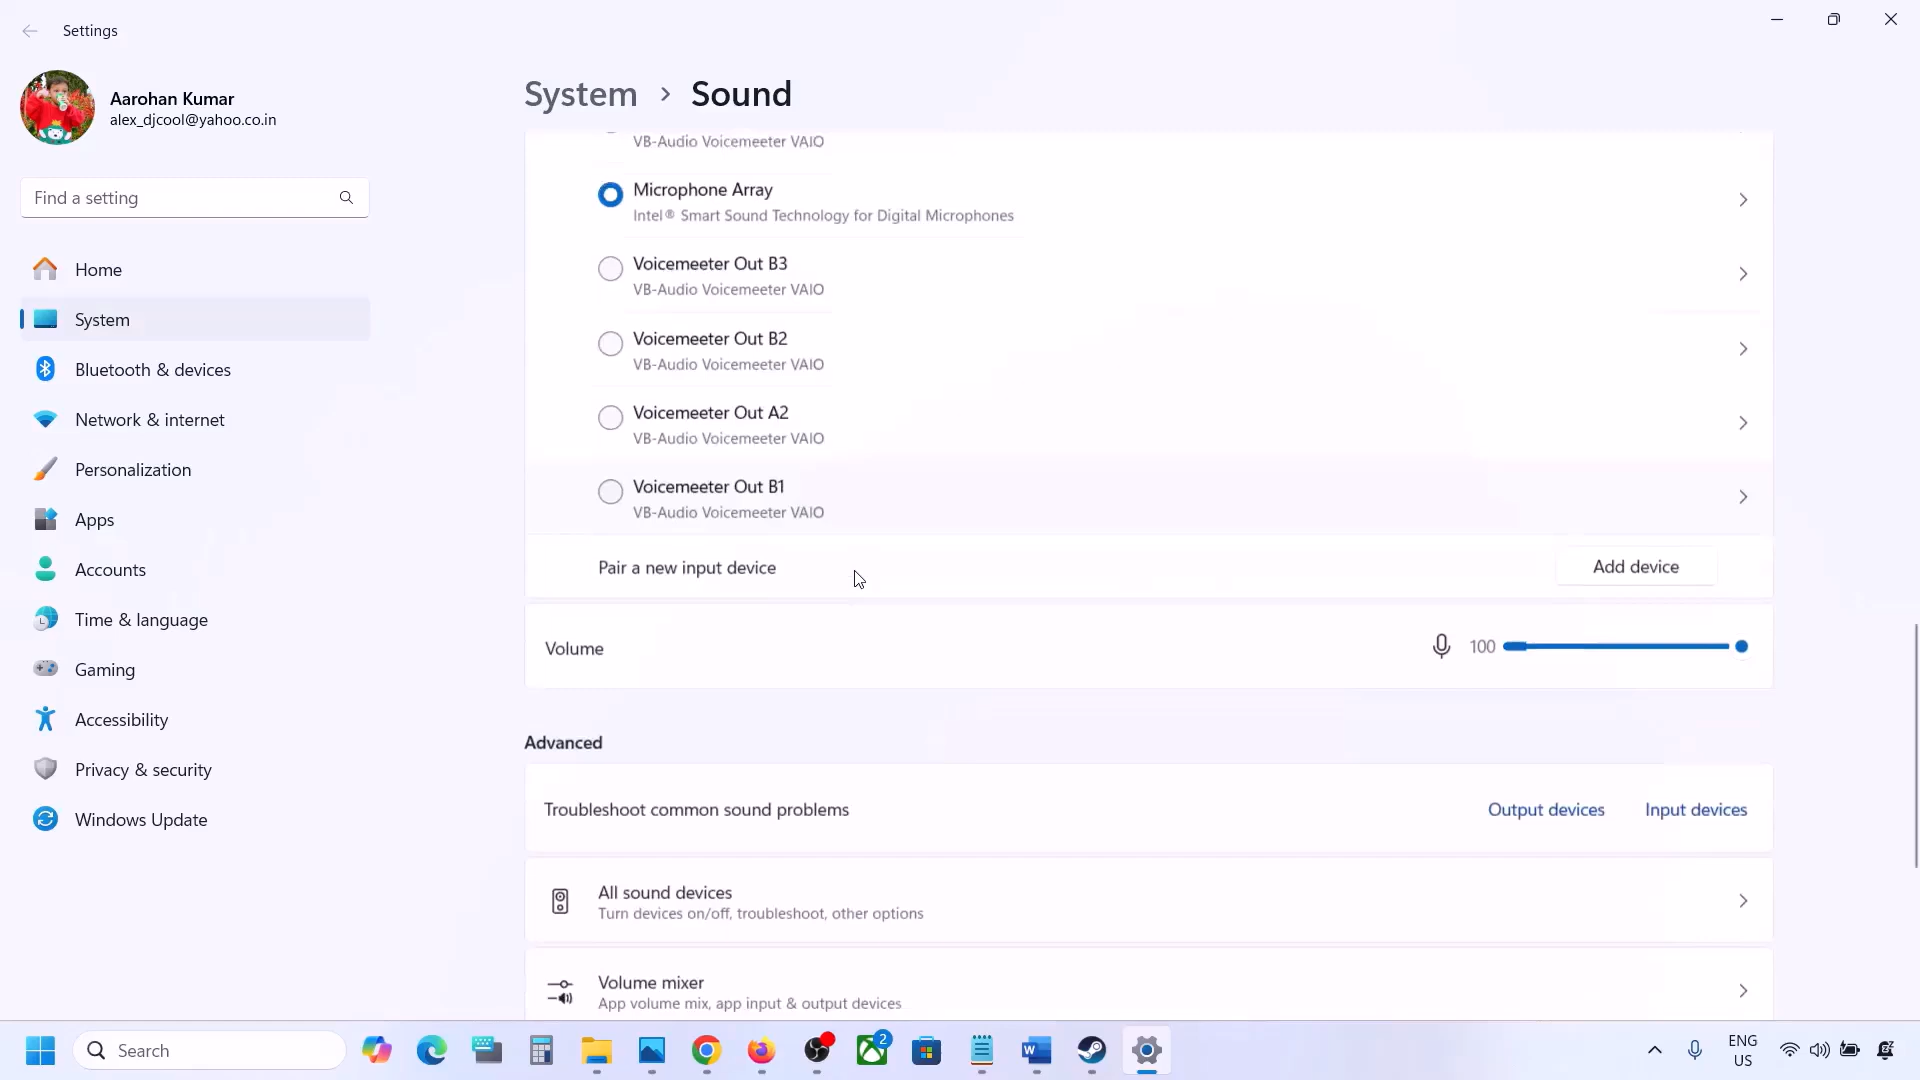 Settings
Aarohan Kumar
alex_djcool@yahoo.co.in
Find a setting
Home
System
Bluetooth & devices
Network & internet
Personalization
Apps
Accounts
Time & language
Gaming
Accessibility
Privacy & security
Windows Update
System > Sound
VB-Audio Voicemeeter VAIO
Microphone Array
Intel® Smart Sound Technology for Digital Microphones
Voicemeeter Out B3
VB-Audio Voicemeeter VAIO
Voicemeeter Out B2
VB-Audio Voicemeeter VAIO
Voicemeeter Out A2
VB-Audio Voicemeeter VAIO
Voicemeeter Out B1
VB-Audio Voicemeeter VAIO
Pair a new input device
Add device
Volume
100
Advanced
Troubleshoot common sound problems
Output devices
Input devices
All sound devices
Turn devices on/off, troubleshoot, other options
Volume mixer
App volume mix, app input & output devices
Search
2
ENG
US